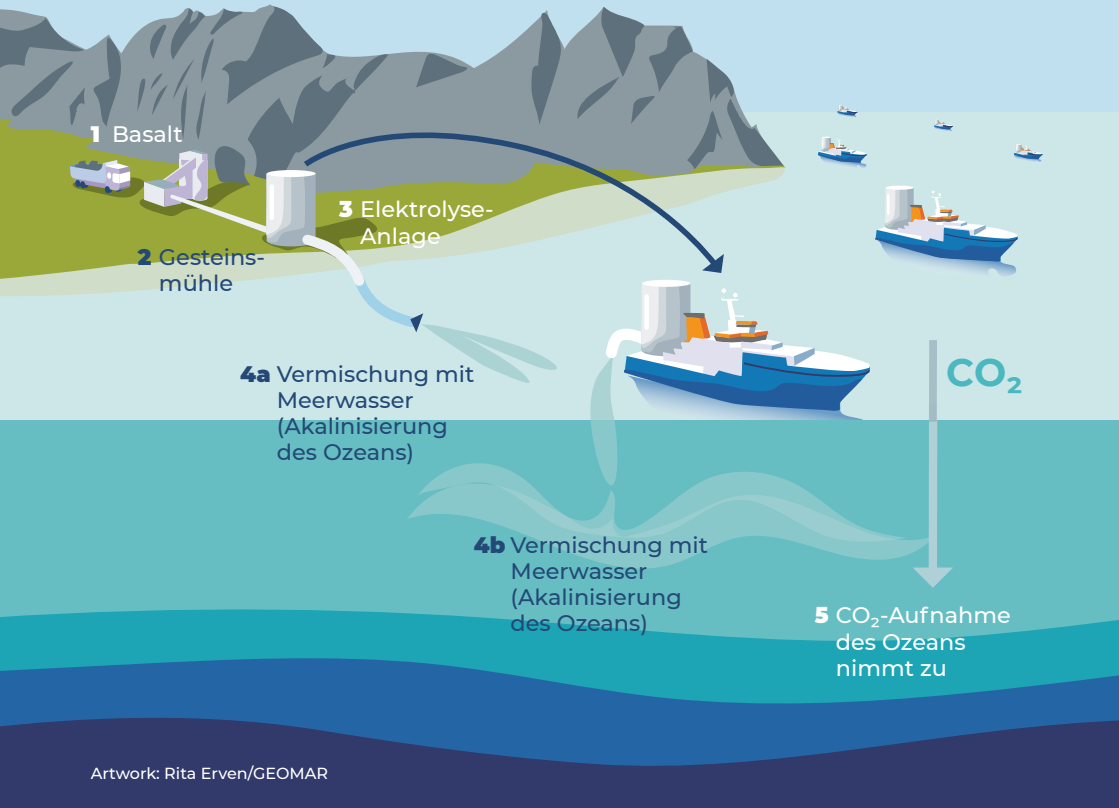 1 Basalt
2 Gesteins-
mühle
3 Elektrolyse-
Anlage
4a Vermischung mit
Meerwasser
(Akalinisierung
des Ozeans)
4b Vermischung mit
Meerwasser
(Akalinisierung
des Ozeans)
CO₂
5 CO₂-Aufnahme
des Ozeans
nimmt zu
Artwork: Rita Erven/GEOMAR